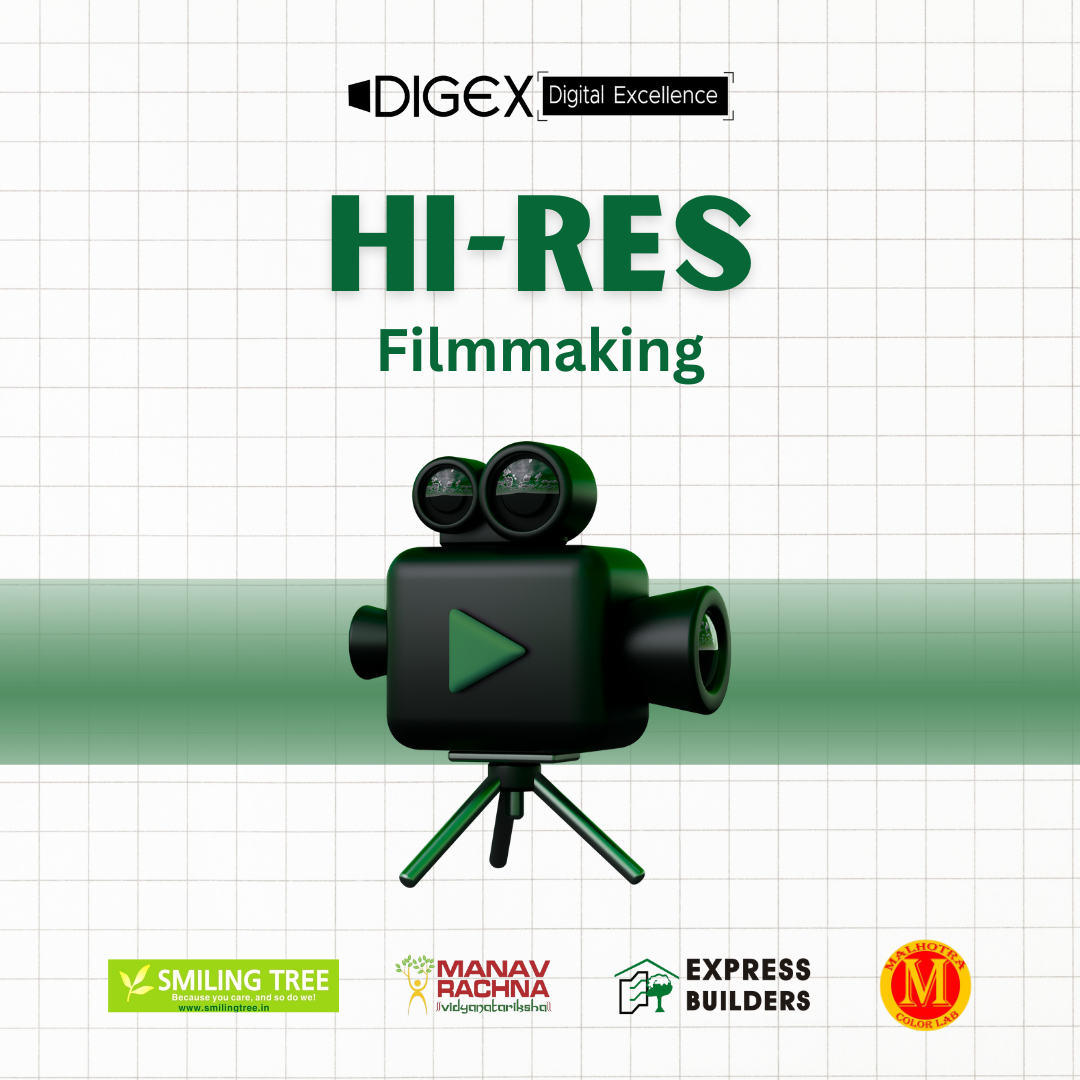 DIGEX Digital Excellence
HI-RES
Filmmaking
SMILING TREE
Because you care, and so do we!
www.smilingtree.in
MANAV
RACHNA
॥vidyanatariksha॥
EXPRESS
BUILDERS
MALHOTRA
M
COLOR LAB